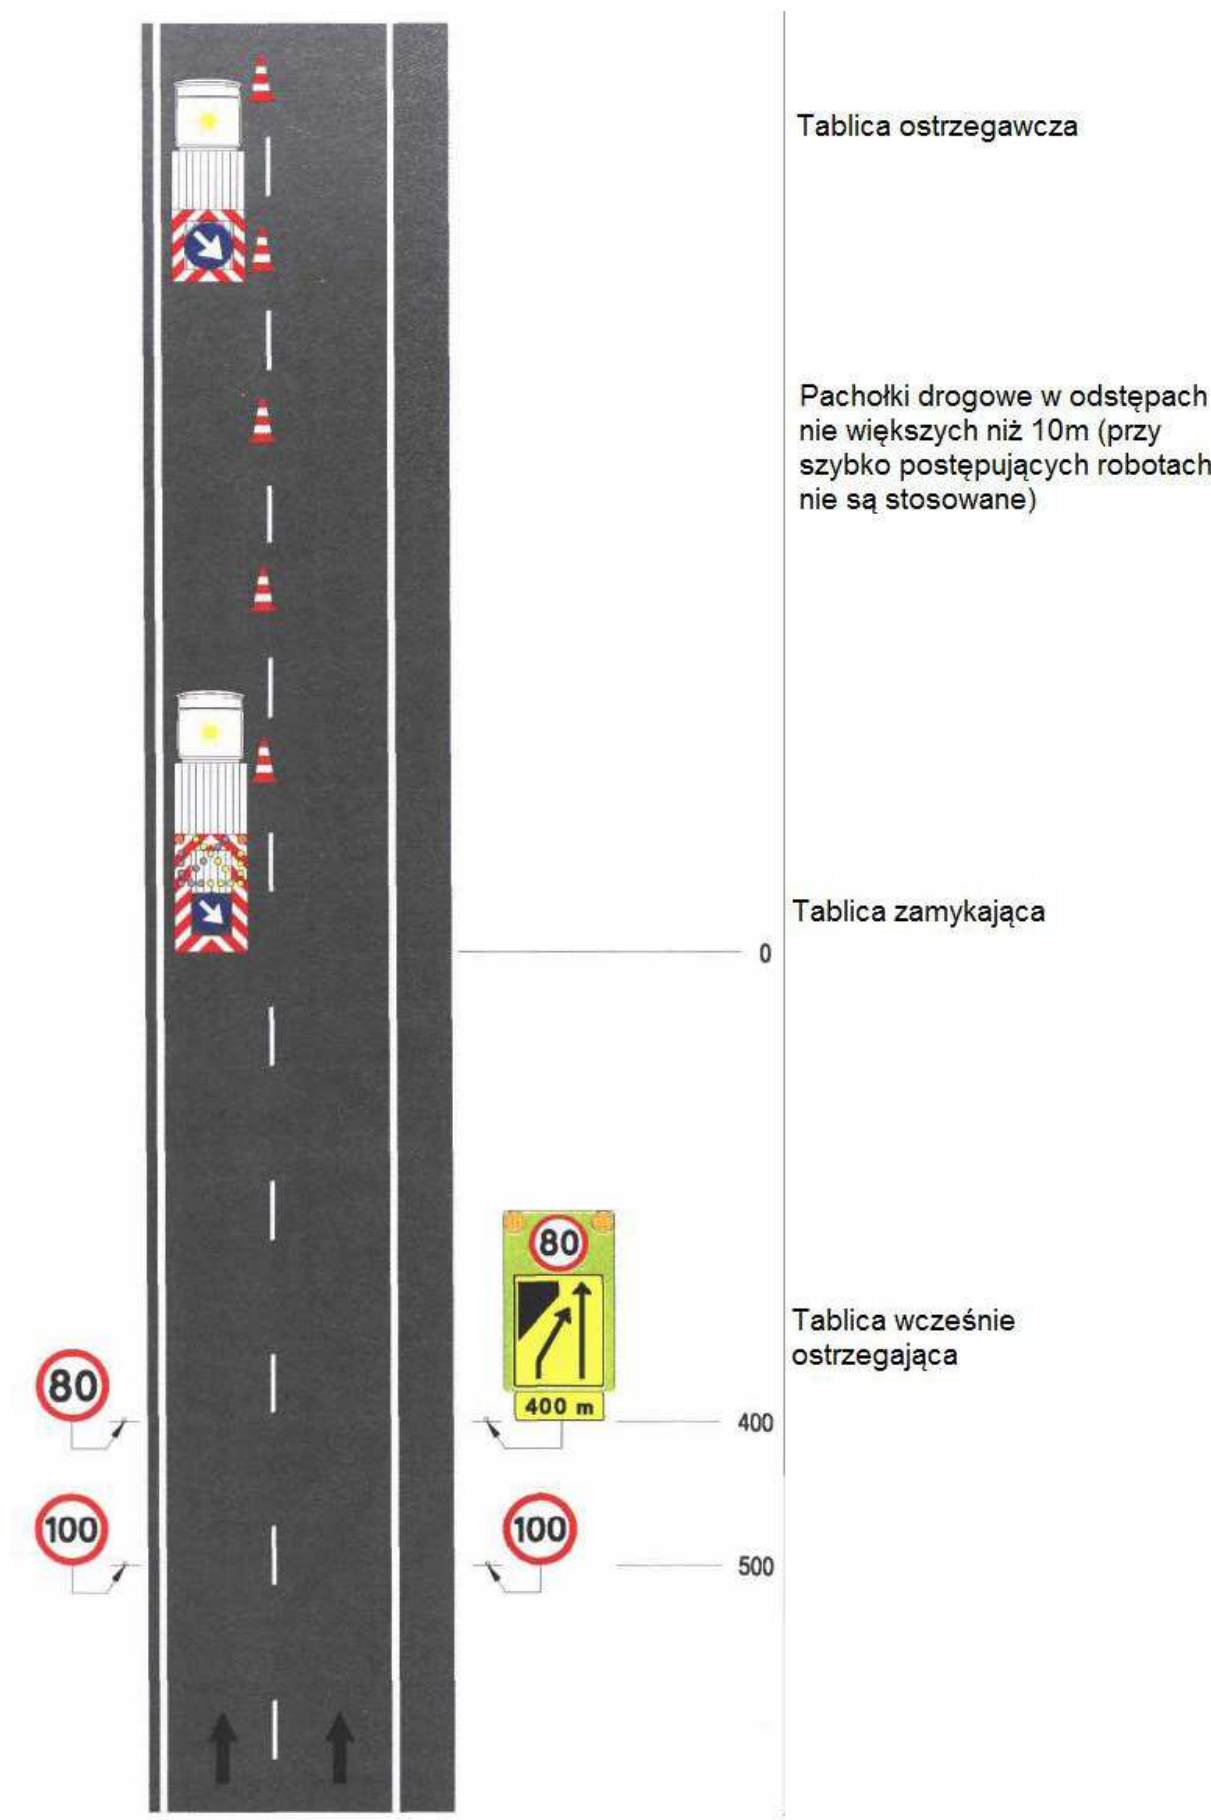 Tablica ostrzegawcza
Pachołki drogowe w odstępach
nie większych niż 10m (przy
szybko postępujących robotach
nie są stosowane)
Tablica zamykająca
0
80
Tablica wcześnie
ostrzegająca
80
400 m
400
100
100
500